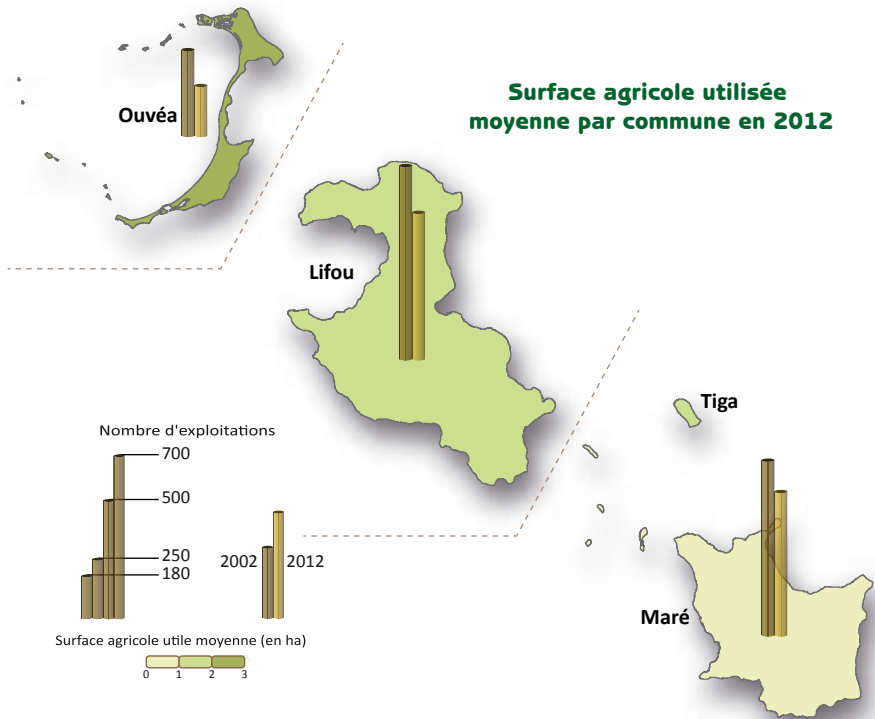 Surface agricole utilisée
moyenne par commune en 2012
Ouvéa
Lifou
Tiga
Maré
Nombre d'exploitations
700
500
250
180
2002 2012
Surface agricole utile moyenne (en ha)
0 1 2 3